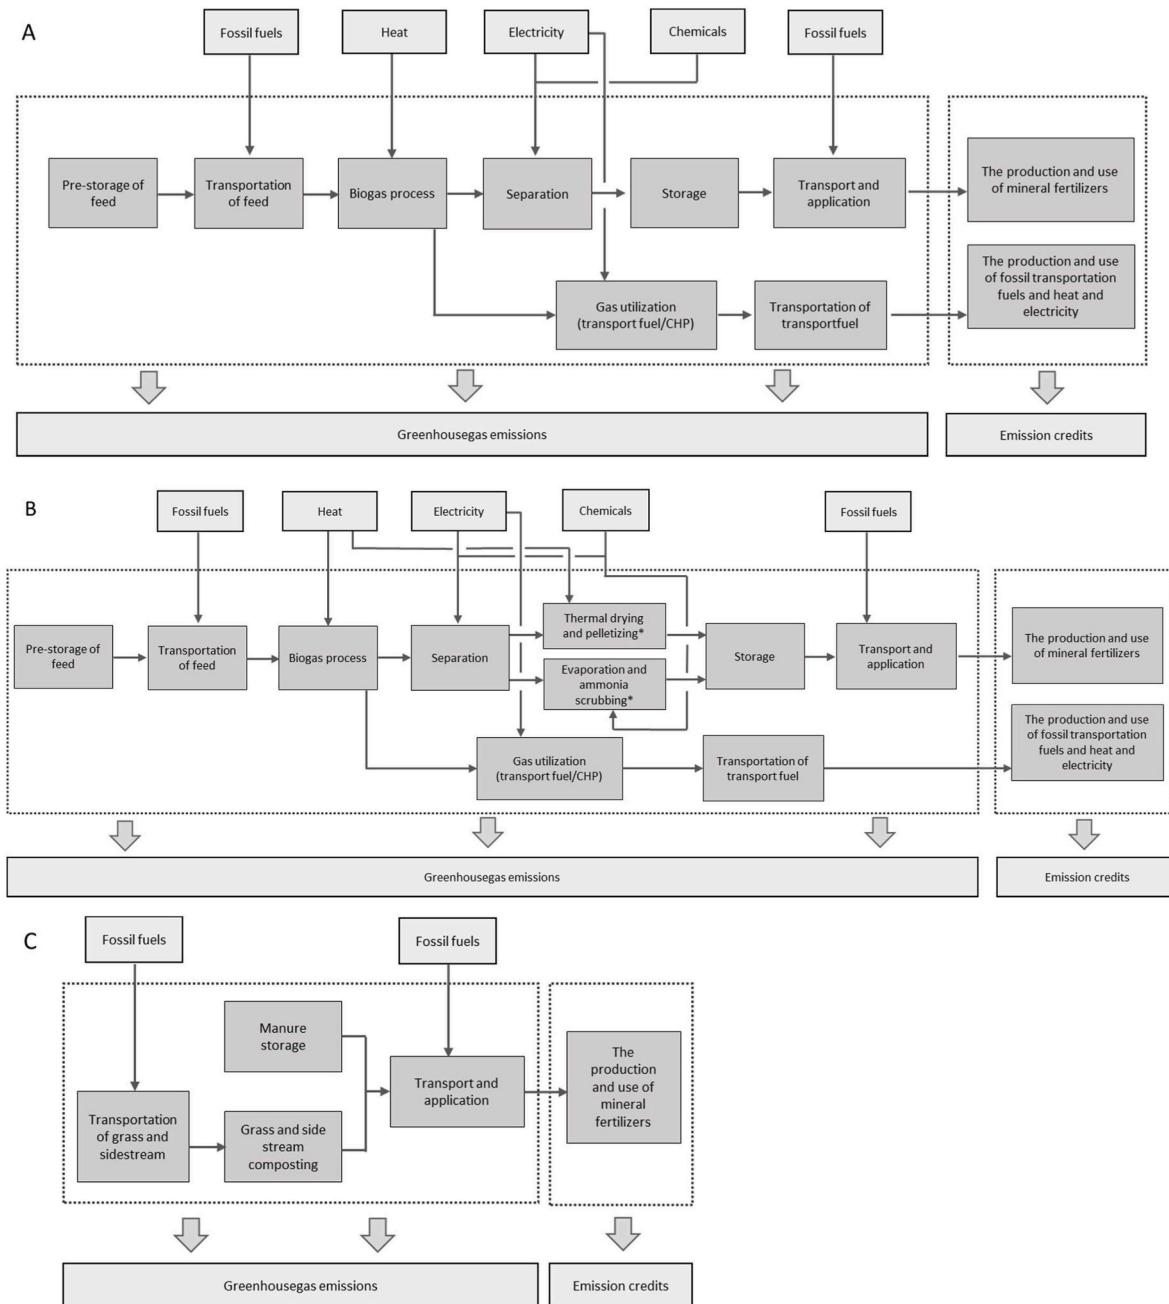 A
Fossil fuels
Heat
Electricity
Chemicals
Fossil fuels
Pre-storage of
feed
Transportation
of feed
Biogas process
Separation
Storage
Transport and
application
The production and use
of mineral fertilizers
Gas utilization
(transport fuel/CHP)
Transportation of
transportfuel
The production and use
of fossil transportation
fuels and heat and
electricity
Greenhousegas emissions
Emission credits
B
Fossil fuels
Heat
Electricity
Chemicals
Fossil fuels
Pre-storage of
feed
Transportation
of feed
Biogas process
Separation
Thermal drying
and pelletizing*
Evaporation and
ammonia
scrubbing*
Storage
Transport and
application
The production and use
of mineral fertilizers
Gas utilization
(transport fuel/CHP)
Transportation of
transport fuel
The production and use
of fossil transportation
fuels and heat and
electricity
Greenhousegas emissions
Emission credits
C
Fossil fuels
Fossil fuels
Manure
storage
Transportation
of grass and
sidestream
Grass and side
stream
composting
Transport and
application
The
production
and use of
mineral
fertilizers
Greenhousegas emissions
Emission credits